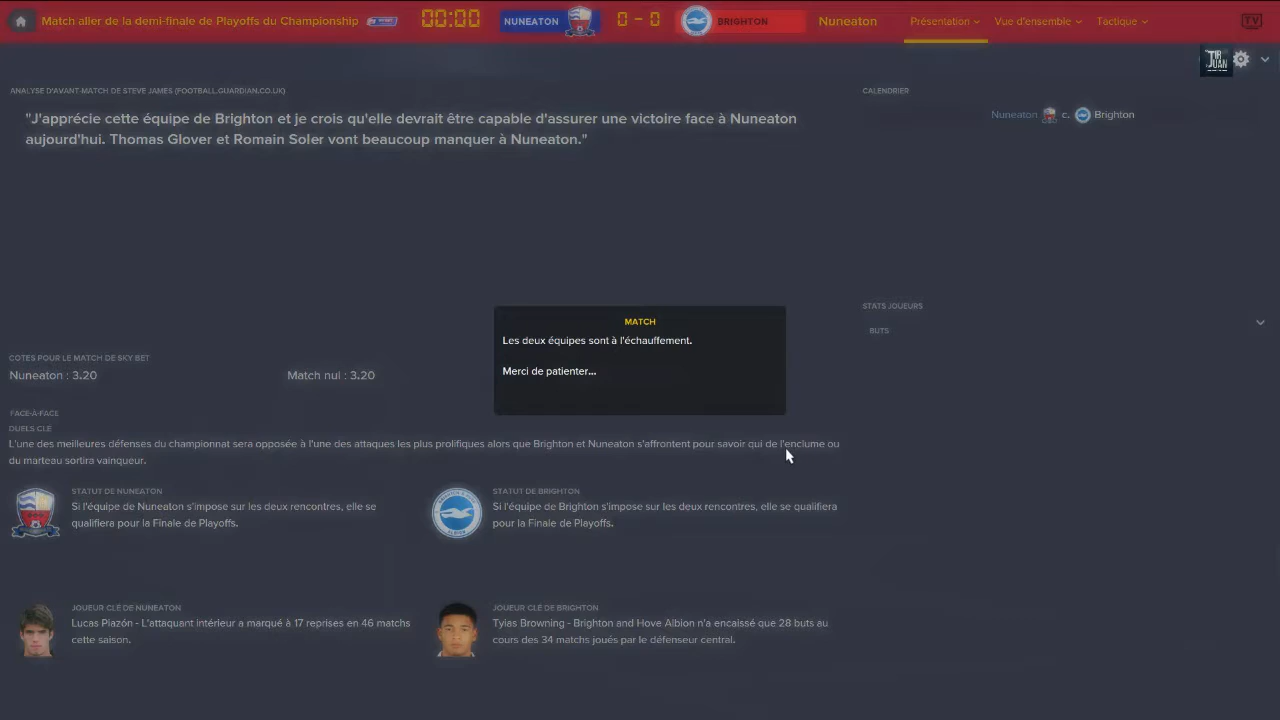 Match aller de la demi-finale de Playoffs du Championship
00:00
NUNEATON
0 - 0
BRIGHTON
Nuneaton
Présentation
Vue d'ensemble
Tactique
TV
TIR JUAN
ANALYSE D'AVANT-MATCH DE STEVE JAMES (FOOTBALL.GUARDIAN.CO.UK)
"J'apprécie cette équipe de Brighton et je crois qu'elle devrait être capable d'assurer une victoire face à Nuneaton
aujourd'hui. Thomas Glover et Romain Soler vont beaucoup manquer à Nuneaton."
CALENDRIER
Nuneaton c. Brighton
STATS JOUEURS
BUTS
MATCH
Les deux équipes sont à l'échauffement.
Merci de patienter...
COTES POUR LE MATCH DE SKY BET
Nuneaton : 3.20
Match nul : 3.20
FACE-À-FACE
DUELS CLÉ
L'une des meilleures défenses du championnat sera opposée à l'une des attaques les plus prolifiques alors que Brighton et Nuneaton s'affrontent pour savoir qui de l'enclume ou
du marteau sortira vainqueur.
STATUT DE NUNEATON
Si l'équipe de Nuneaton s'impose sur les deux rencontres, elle se
qualifiera pour la Finale de Playoffs.
STATUT DE BRIGHTON
Si l'équipe de Brighton s'impose sur les deux rencontres, elle se qualifiera
pour la Finale de Playoffs.
JOUEUR CLÉ DE NUNEATON
Lucas Piazón - L'attaquant intérieur a marqué à 17 reprises en 46 matchs
cette saison.
JOUEUR CLÉ DE BRIGHTON
Tyias Browning - Brighton and Hove Albion n'a encaissé que 28 buts au
cours des 34 matchs joués par le défenseur central.